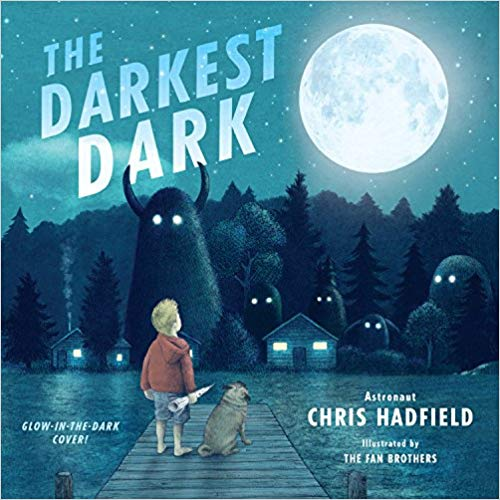 THE
DARKEST
DARK
GLOW-IN-THE-DARK
COVER!
Astronaut
CHRIS HADFIELD
Illustrated by
THE FAN BROTHERS